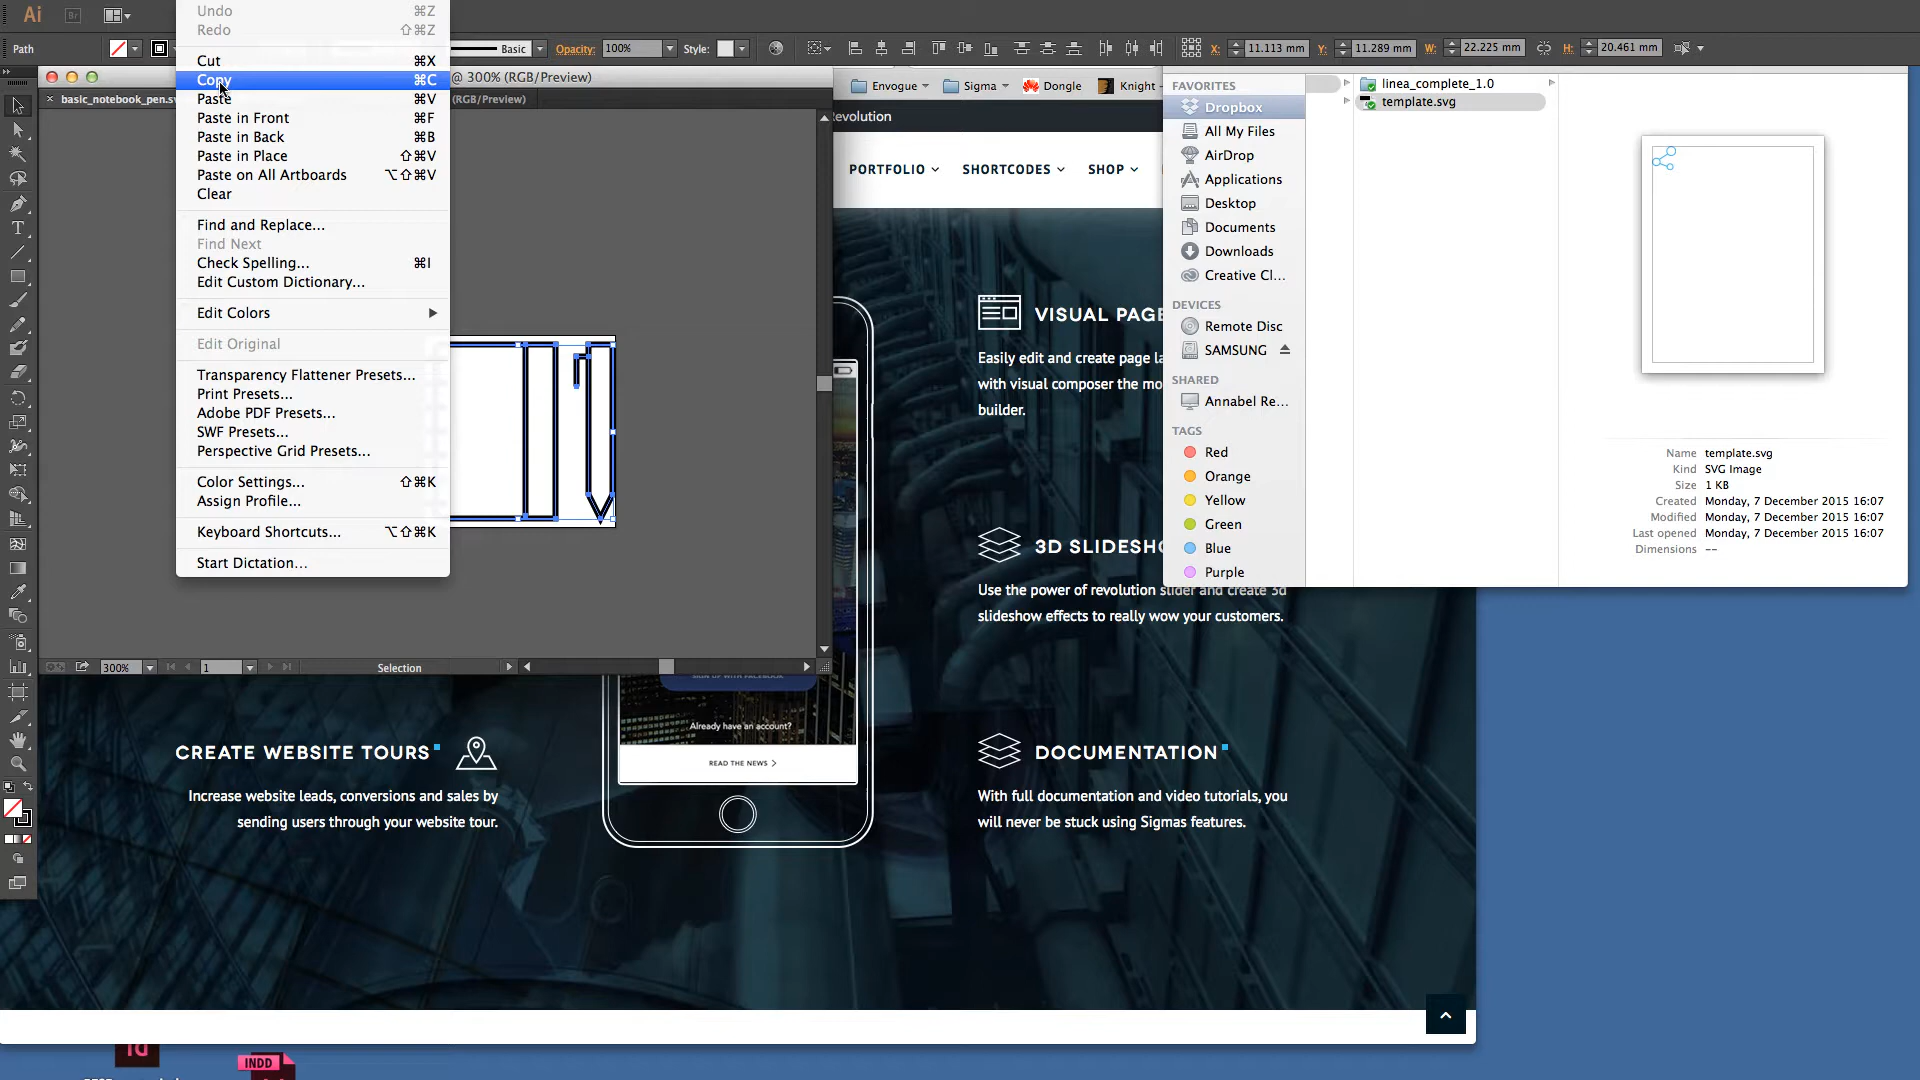 Ai Br
Path Basic Opacity: 100% Style: X: 11.113 mm Y: 11.289 mm W: 22.225 mm H: 20.461 mm
Undo ⌘Z
Redo ⇧⌘Z
Cut ⌘X
Copy ⌘C
Paste ⌘V
Paste in Front ⌘F
Paste in Back ⌘B
Paste in Place ⇧⌘V
Paste on All Artboards ⌥⇧⌘V
Clear
Find and Replace...
Find Next
Check Spelling... ⌘I
Edit Custom Dictionary...
Edit Colors
Edit Original
Transparency Flattener Presets...
Print Presets...
Adobe PDF Presets...
SWF Presets...
Perspective Grid Presets...
Color Settings... ⇧⌘K
Assign Profile...
Keyboard Shortcuts... ⌥⇧⌘K
Start Dictation...
@ 300% (RGB/Preview)
basic_notebook_pen.sv (RGB/Preview)
300% 1 Selection
Envogue Sigma Dongle Knight
evolution
PORTFOLIO SHORTCODES SHOP
VISUAL PAGE
Easily edit and create page la
with visual composer the mo
builder.
3D SLIDESHO
Use the power of revolution slider and create 3d
slideshow effects to really wow your customers.
CREATE WEBSITE TOURS
Increase website leads, conversions and sales by
sending users through your website tour.
SIGN UP WITH FACEBOOK
Already have an account?
READ THE NEWS >
DOCUMENTATION
With full documentation and video tutorials, you
will never be stuck using Sigmas features.
FAVORITES
Dropbox
All My Files
AirDrop
Applications
Desktop
Documents
Downloads
Creative Cl...
DEVICES
Remote Disc
SAMSUNG
SHARED
Annabel Re...
TAGS
Red
Orange
Yellow
Green
Blue
Purple
linea_complete_1.0
template.svg
Name template.svg
Kind SVG Image
Size 1 KB
Created Monday, 7 December 2015 16:07
Modified Monday, 7 December 2015 16:07
Last opened Monday, 7 December 2015 16:07
Dimensions --
Id
INDD